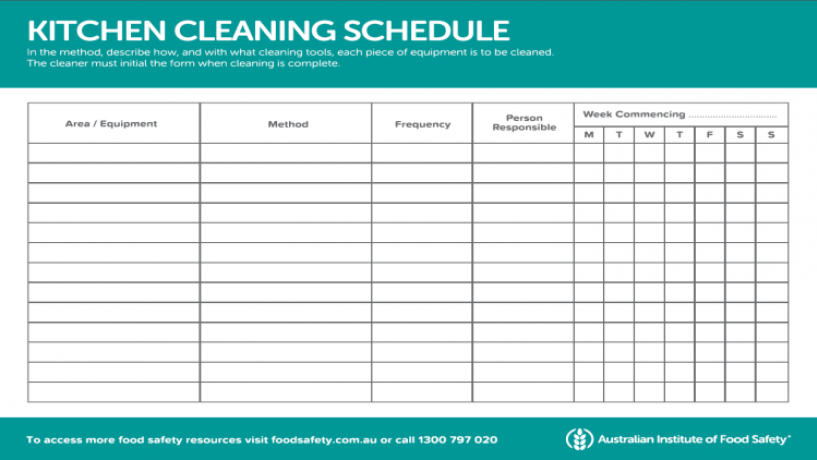 KITCHEN CLEANING SCHEDULE
In the method, describe how, and with what cleaning tools, each piece of equipment is to be cleaned.
The cleaner must initial the form when cleaning is complete.
Area / Equipment
Method
Frequency
Person
Responsible
Week Commencing ................................
M T W T F S S
To access more food safety resources visit foodsafety.com.au or call 1300 797 020
Australian Institute of Food Safety